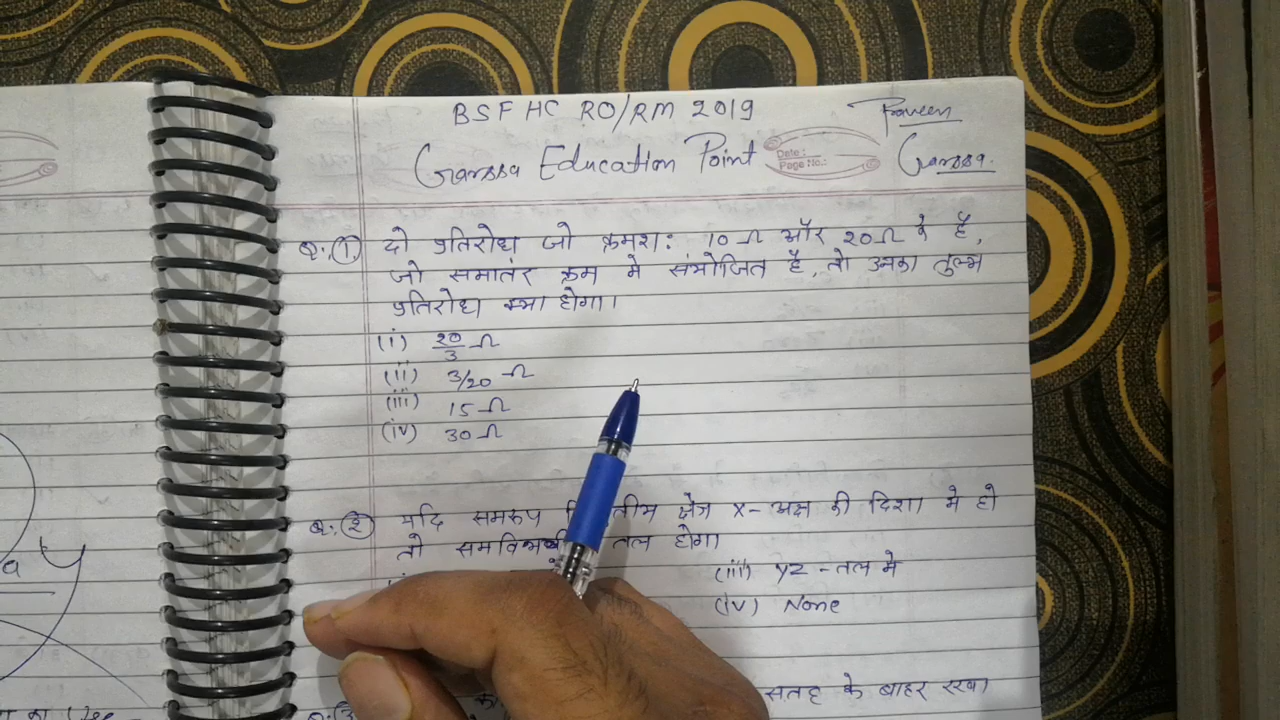 BSF HC RO/RM 2019
Praveen
Garssa Education Point
Date :
Page No.:
Garssa.
Q.① दो प्रतिरोध जो क्रमश: 10Ω और 20Ω के है,
जो समातंर क्रम मे संयोजित है, तो उनका तुल्य
प्रतिरोध क्या होगा।
(i) 20/3 Ω
(ii) 3/20 Ω
(iii) 15Ω
(iv) 30Ω
Q.② यदि समरुप क्षेत्र x-अक्ष की दिशा मे हो
तो तल होगा
(iii) yz-तल मे
(iv) None
सतह के बाहर रखा